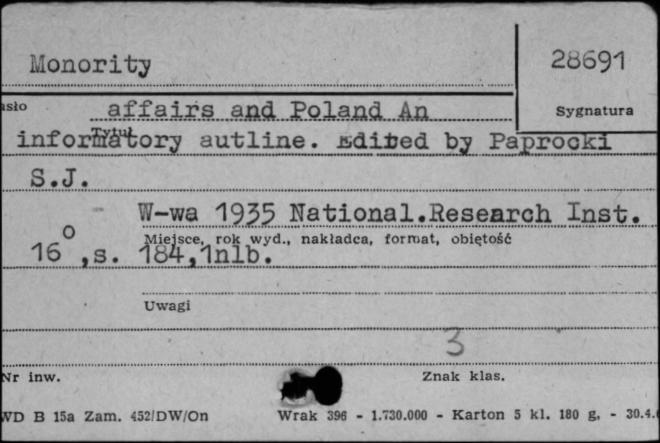 Monority
28691
asło
affairs and Poland An
Sygnatura
Tytuł
informatory autline. Edited by Paprocki
S.J.
W-wa 1935 National.Research Inst.
Miejsce, rok wyd., nakładca, format, obiętość
16°,s. 184,1nlb.
Uwagi
3
Nr inw.
Znak klas.
WD B 15a Zam. 452/DW/On Wrak 396 - 1.730.000 - Karton 5 kl. 180 g. - 30.4.